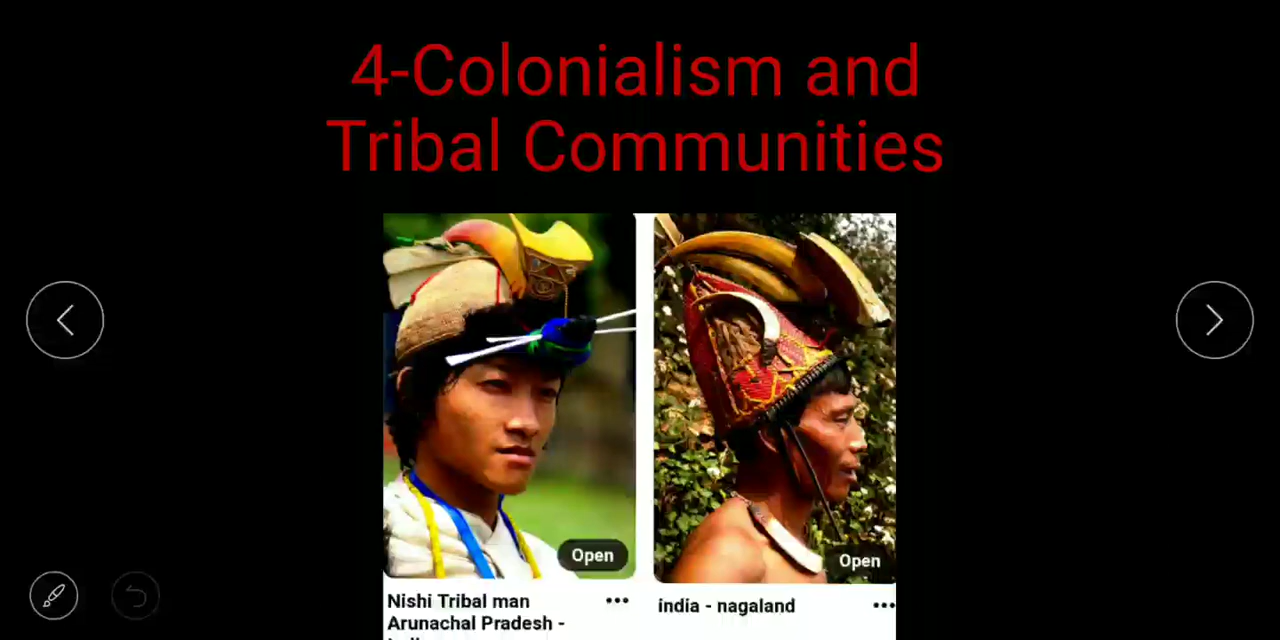 4-Colonialism and
Tribal Communities
Open
Open
Nishi Tribal man
Arunachal Pradesh -
india - nagaland